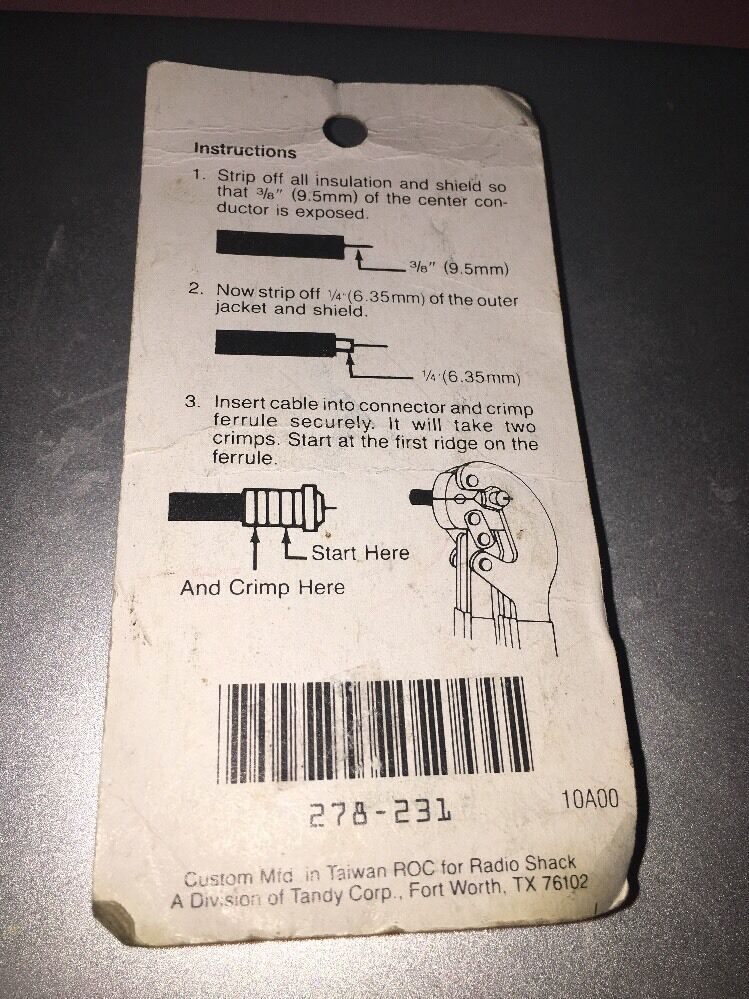 Instructions
1. Strip off all insulation and shield so
that 3/8" (9.5mm) of the center con-
ductor is exposed.
3/8" (9.5mm)
2. Now strip off 1/4" (6.35mm) of the outer
jacket and shield.
1/4" (6.35mm)
3. Insert cable into connector and crimp
ferrule securely. It will take two
crimps. Start at the first ridge on the
ferrule.
Start Here
And Crimp Here
278-231
10A00
Custom Mfd. in Taiwan ROC for Radio Shack
A Division of Tandy Corp., Fort Worth, TX 76102